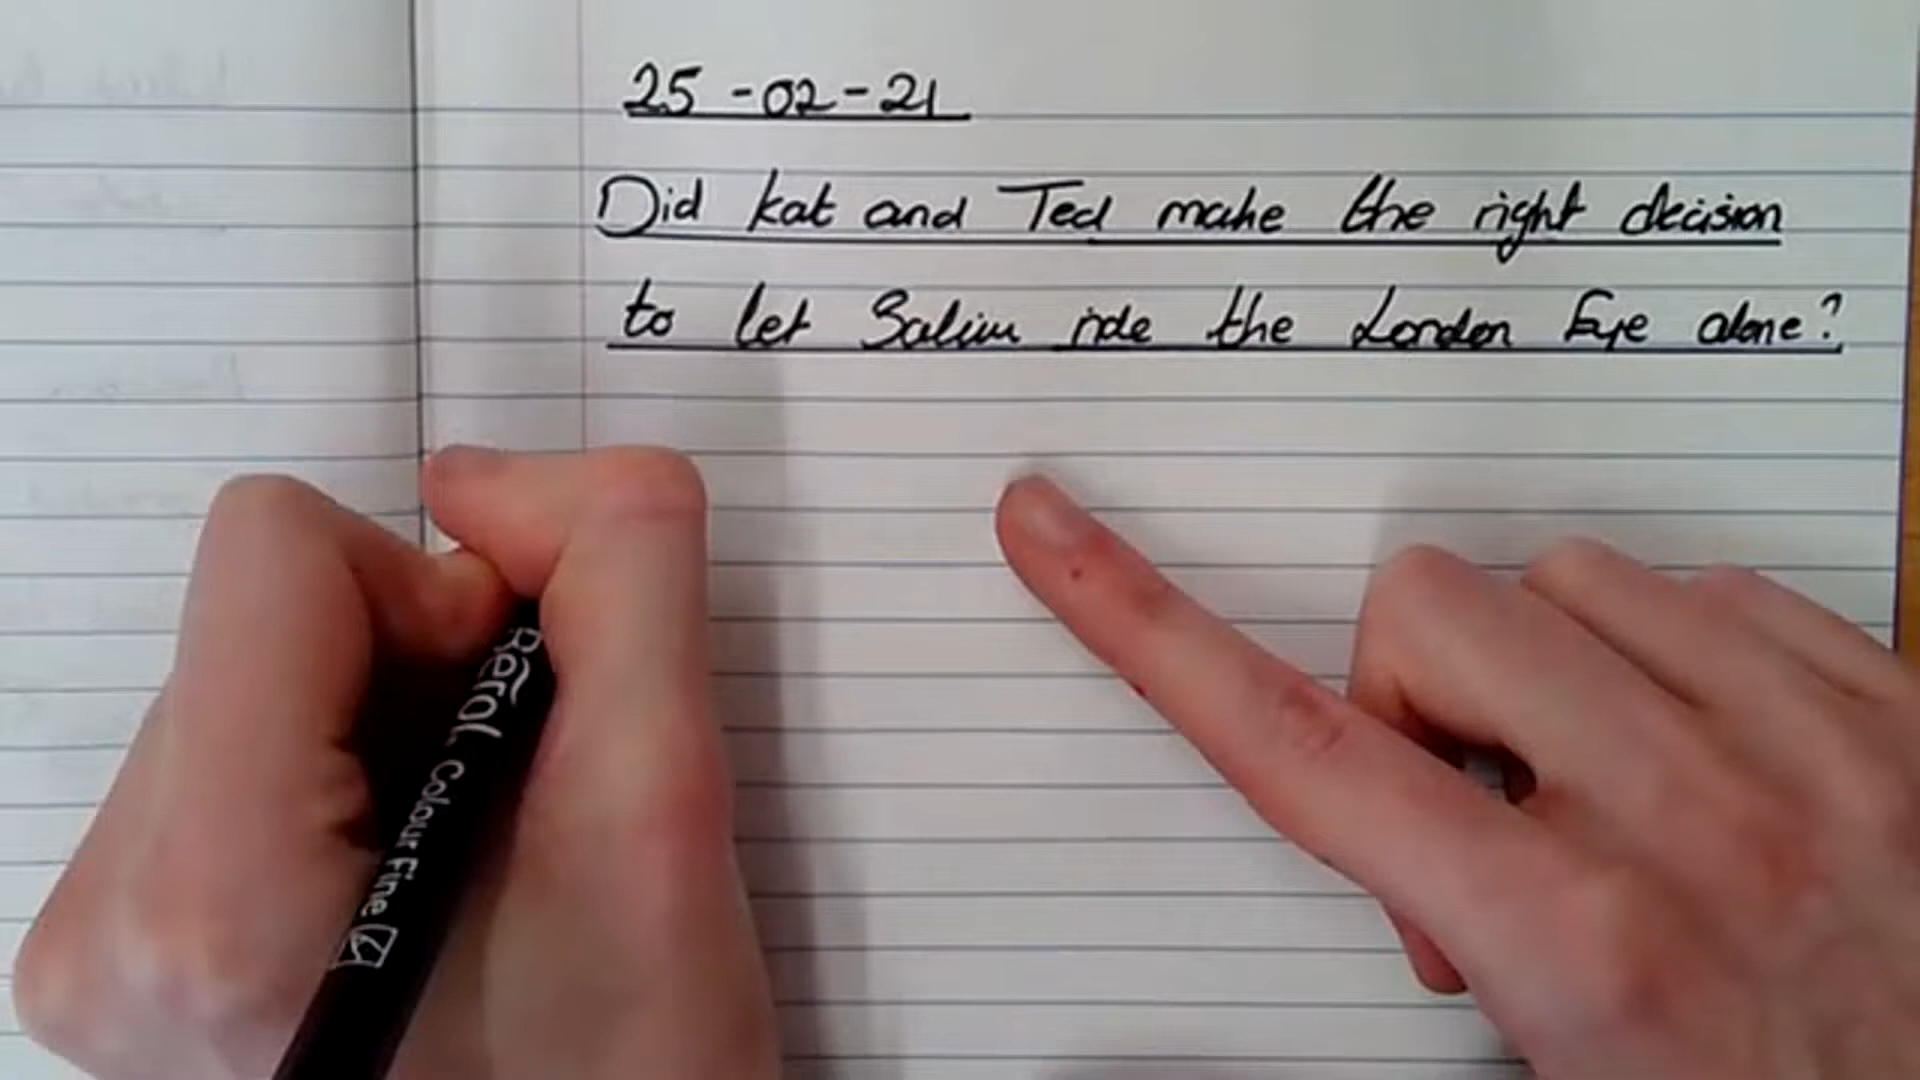 25-02-21
Did kat and Ted make the right decision
to let Salim ride the London Eye alone?
Berol Colour Fine